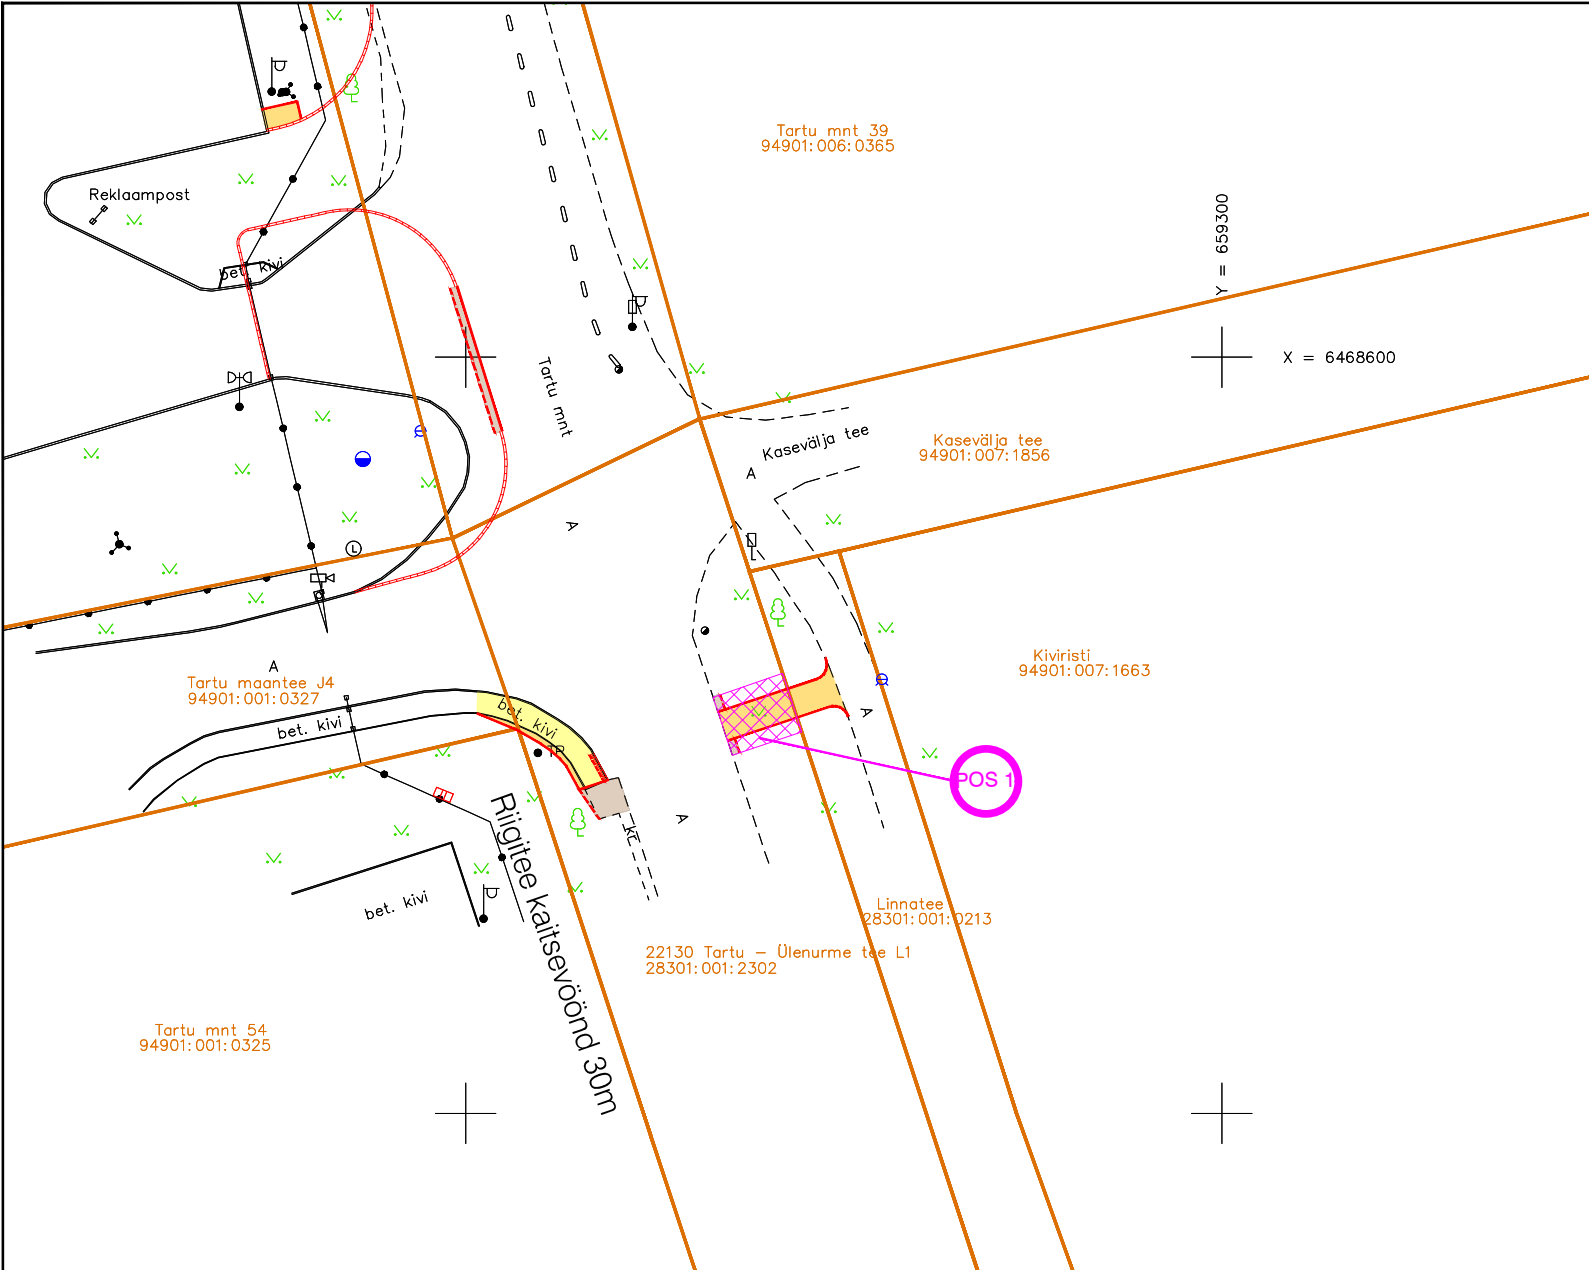 Tartu mnt 39
94901:006:0365
Reklaampost
Y = 659300
bet. kivi
X = 6468600
Tartu mnt
Kasevälja tee
Kasevälja tee
94901:007:1856
A
A
L
Kiviristi
94901:007:1663
A
Tartu maantee J4
94901:001:0327
A
bet. kivi
bet. kivi
TP
POS 1
A
kr.
Riigitee kaitsevöönd 30m
bet. kivi
Linnatee
28301:001:0213
22130 Tartu – Ülenurme tee L1
28301:001:2302
Tartu mnt 54
94901:001:0325